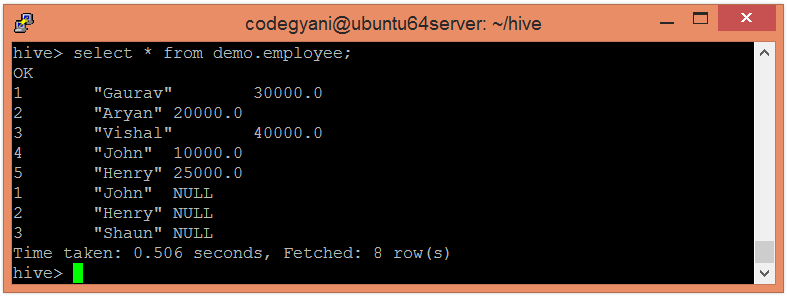 codegyani@ubuntu64server: ~/hive
hive> select * from demo.employee;
OK
1 "Gaurav" 30000.0
2 "Aryan" 20000.0
3 "Vishal" 40000.0
4 "John" 10000.0
5 "Henry" 25000.0
1 "John" NULL
2 "Henry" NULL
3 "Shaun" NULL
Time taken: 0.506 seconds, Fetched: 8 row(s)
hive>